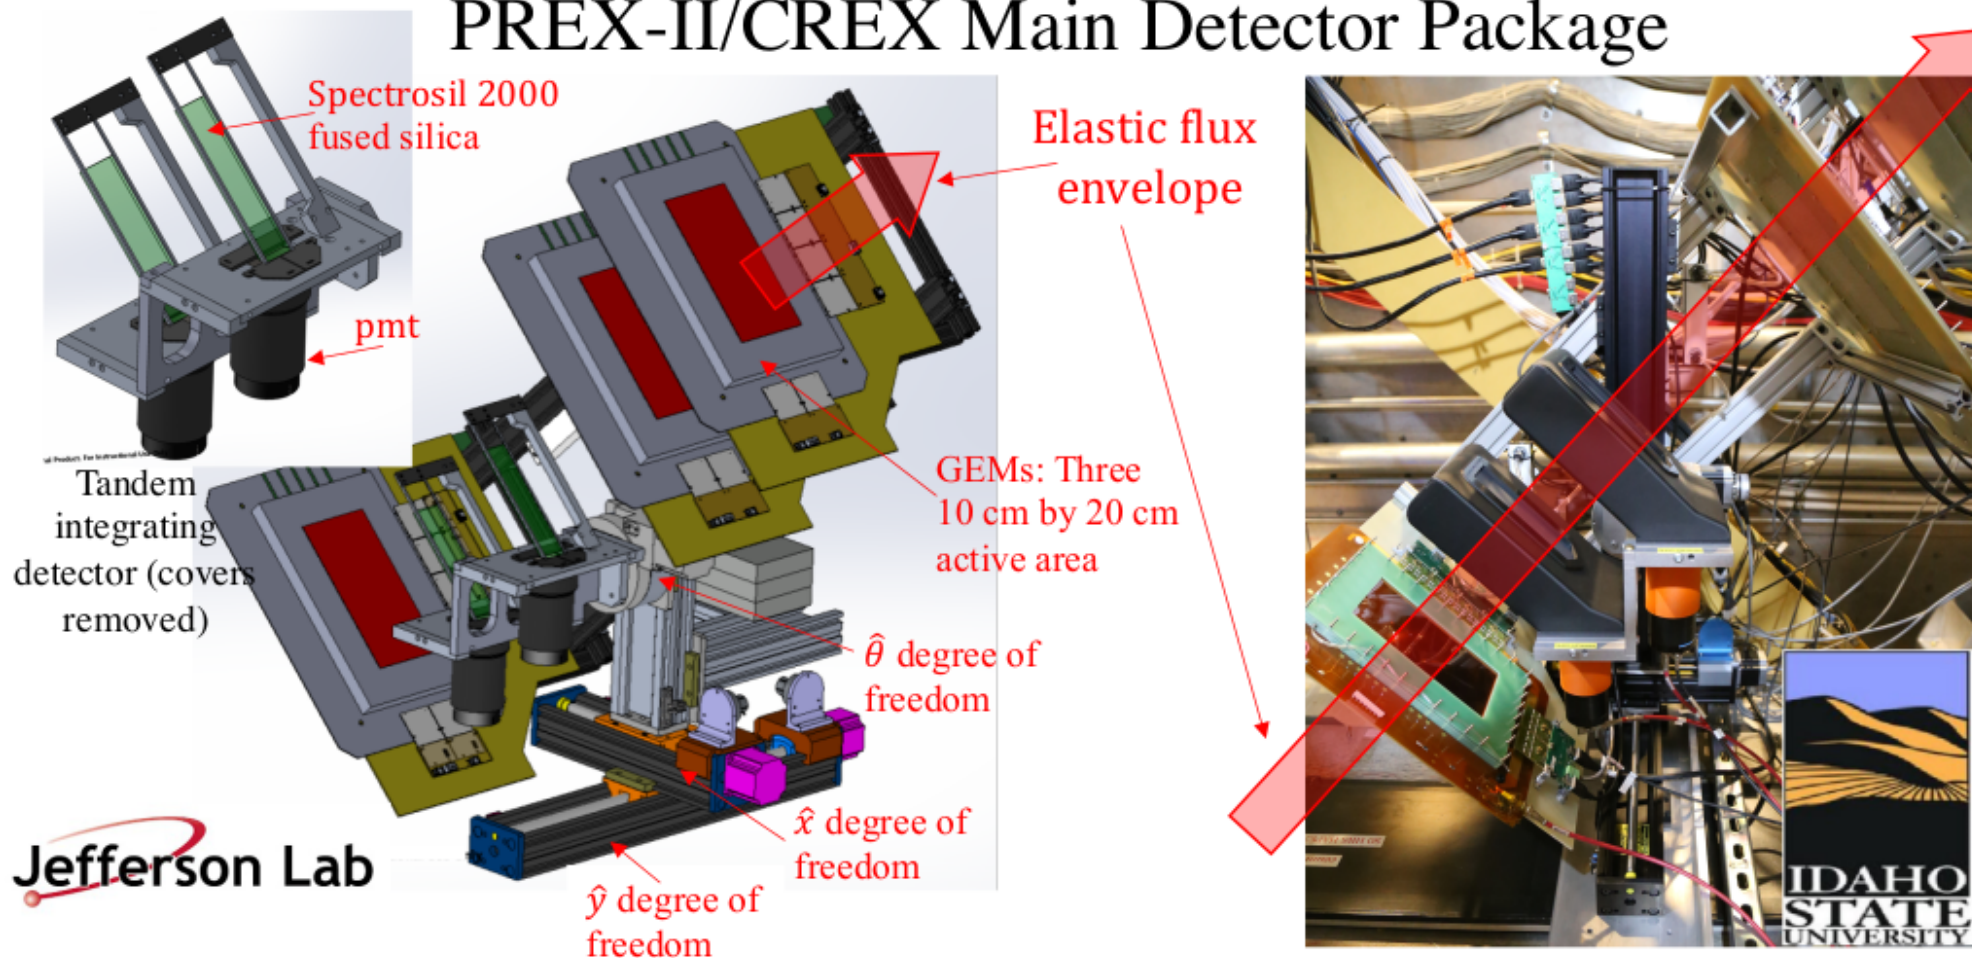 PREX-II/CREX Main Detector Package
Spectrosil 2000
fused silica
pmt
Tandem
integrating
detector (covers
removed)
Elastic flux
envelope
GEMs: Three
10 cm by 20 cm
active area
θ̂ degree of
freedom
x̂ degree of
freedom
ŷ degree of
freedom
Jefferson Lab
IDAHO
STATE
UNIVERSITY